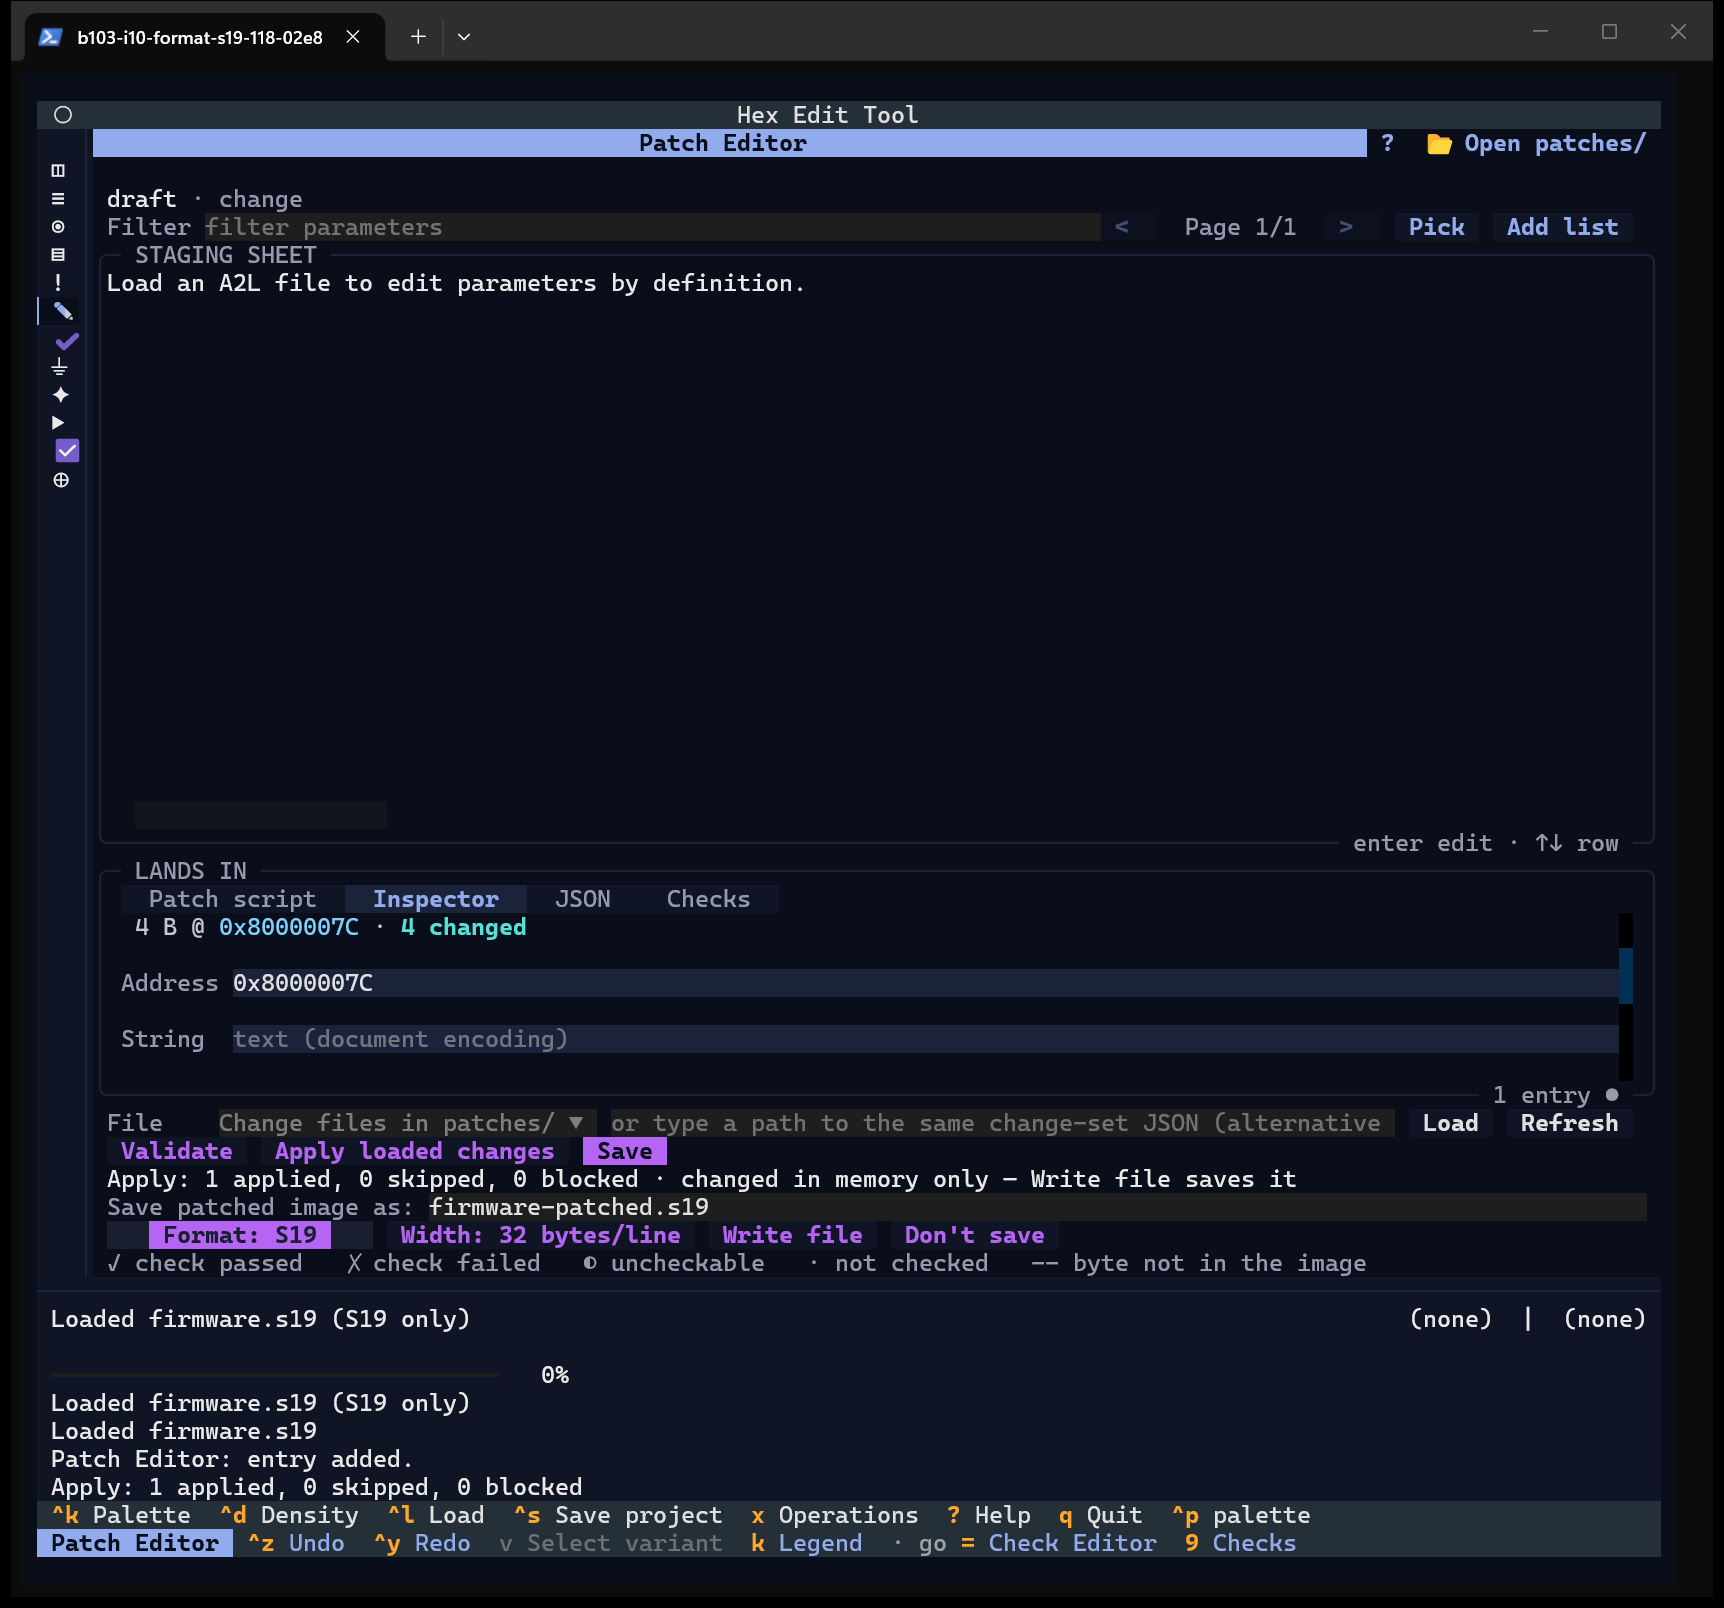 b103-i10-format-s19-118-02e8
Hex Edit Tool
Patch Editor ? Open patches/
draft · change
Filter filter parameters < Page 1/1 > Pick Add list
STAGING SHEET
Load an A2L file to edit parameters by definition.
enter edit · ↑↓ row
LANDS IN
Patch script Inspector JSON Checks
4 B @ 0x8000007C · 4 changed
Address 0x8000007C
String text (document encoding)
1 entry ●
File Change files in patches/ ▼ or type a path to the same change-set JSON (alternative Load Refresh
Validate Apply loaded changes Save
Apply: 1 applied, 0 skipped, 0 blocked · changed in memory only — Write file saves it
Save patched image as: firmware-patched.s19
Format: S19 Width: 32 bytes/line Write file Don't save
✓ check passed ✗ check failed ◐ uncheckable · not checked -- byte not in the image
Loaded firmware.s19 (S19 only) (none) | (none)
0%
Loaded firmware.s19 (S19 only)
Loaded firmware.s19
Patch Editor: entry added.
Apply: 1 applied, 0 skipped, 0 blocked
^k Palette ^d Density ^l Load ^s Save project x Operations ? Help q Quit ^p palette
Patch Editor ^z Undo ^y Redo v Select variant k Legend · go = Check Editor 9 Checks